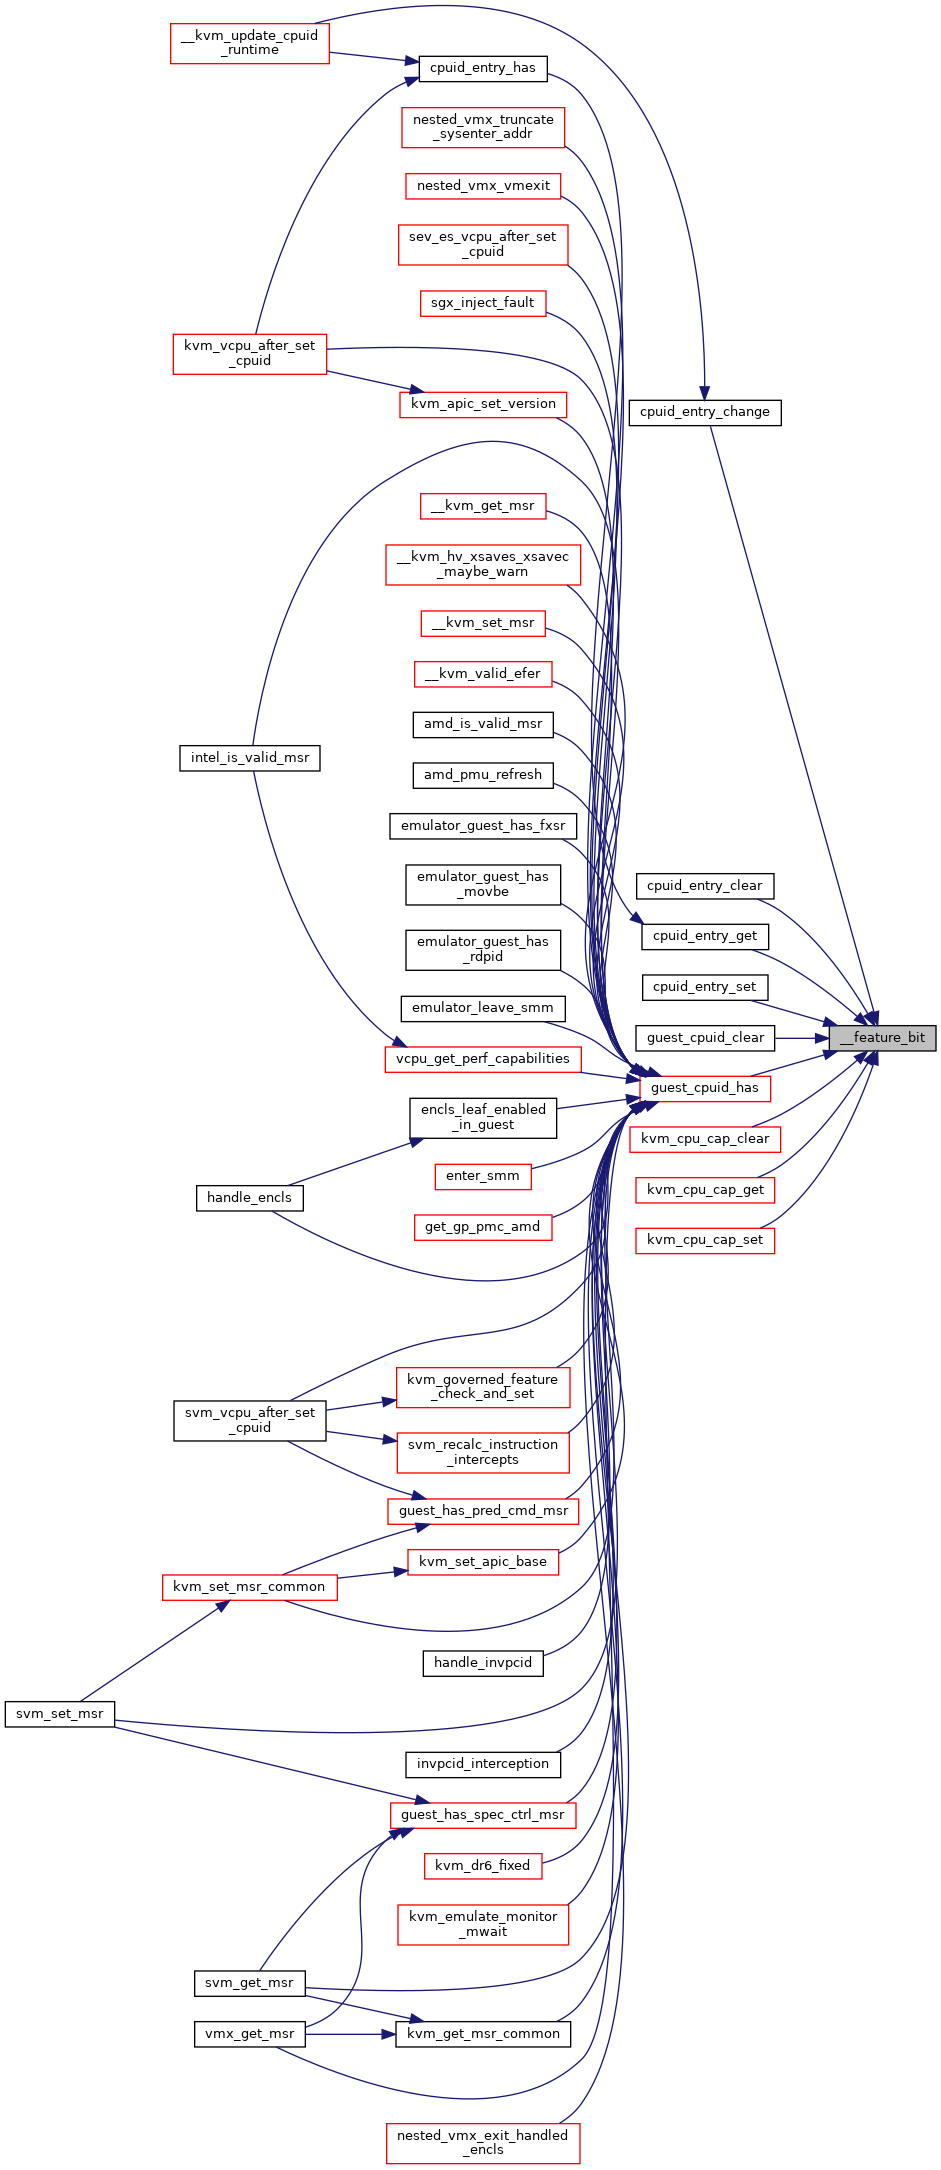 __kvm_update_cpuid
_runtime
cpuid_entry_has
nested_vmx_truncate
_sysenter_addr
nested_vmx_vmexit
sev_es_vcpu_after_set
_cpuid
sgx_inject_fault
kvm_vcpu_after_set
_cpuid
kvm_apic_set_version
cpuid_entry_change
__kvm_get_msr
__kvm_hv_xsaves_xsavec
_maybe_warn
__kvm_set_msr
__kvm_valid_efer
amd_is_valid_msr
intel_is_valid_msr
amd_pmu_refresh
emulator_guest_has_fxsr
emulator_guest_has
_movbe
cpuid_entry_clear
emulator_guest_has
_rdpid
cpuid_entry_get
cpuid_entry_set
emulator_leave_smm
guest_cpuid_clear
__feature_bit
vcpu_get_perf_capabilities
guest_cpuid_has
encls_leaf_enabled
_in_guest
kvm_cpu_cap_clear
enter_smm
kvm_cpu_cap_get
handle_encls
get_gp_pmc_amd
kvm_cpu_cap_set
kvm_governed_feature
_check_and_set
svm_vcpu_after_set
_cpuid
svm_recalc_instruction
_intercepts
guest_has_pred_cmd_msr
kvm_set_apic_base
kvm_set_msr_common
handle_invpcid
svm_set_msr
invpcid_interception
guest_has_spec_ctrl_msr
kvm_dr6_fixed
kvm_emulate_monitor
_mwait
svm_get_msr
vmx_get_msr
kvm_get_msr_common
nested_vmx_exit_handled
_encls